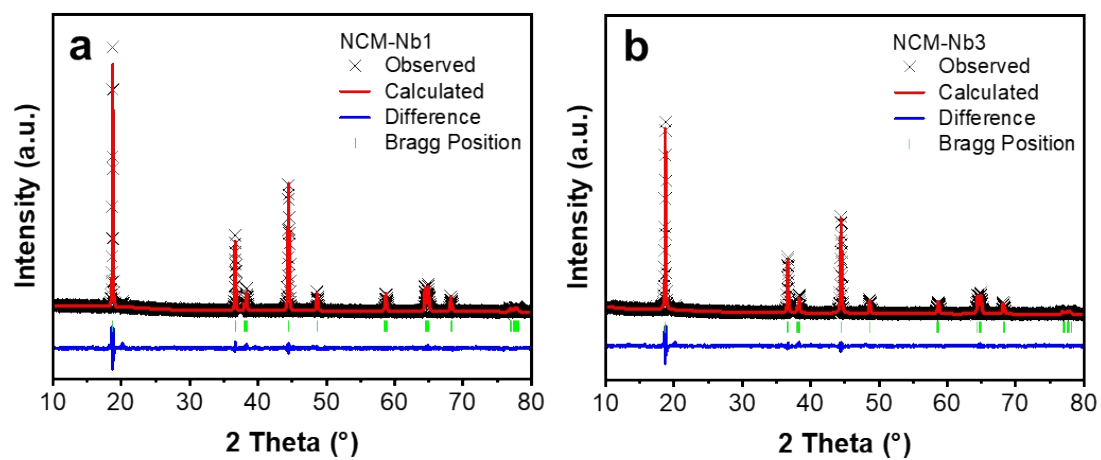 a
NCM-Nb1
Observed
Calculated
Difference
Bragg Position
Intensity (a.u.)
10 20 30 40 50 60 70 80
2 Theta (°)
b
NCM-Nb3
Observed
Calculated
Difference
Bragg Position
Intensity (a.u.)
10 20 30 40 50 60 70 80
2 Theta (°)